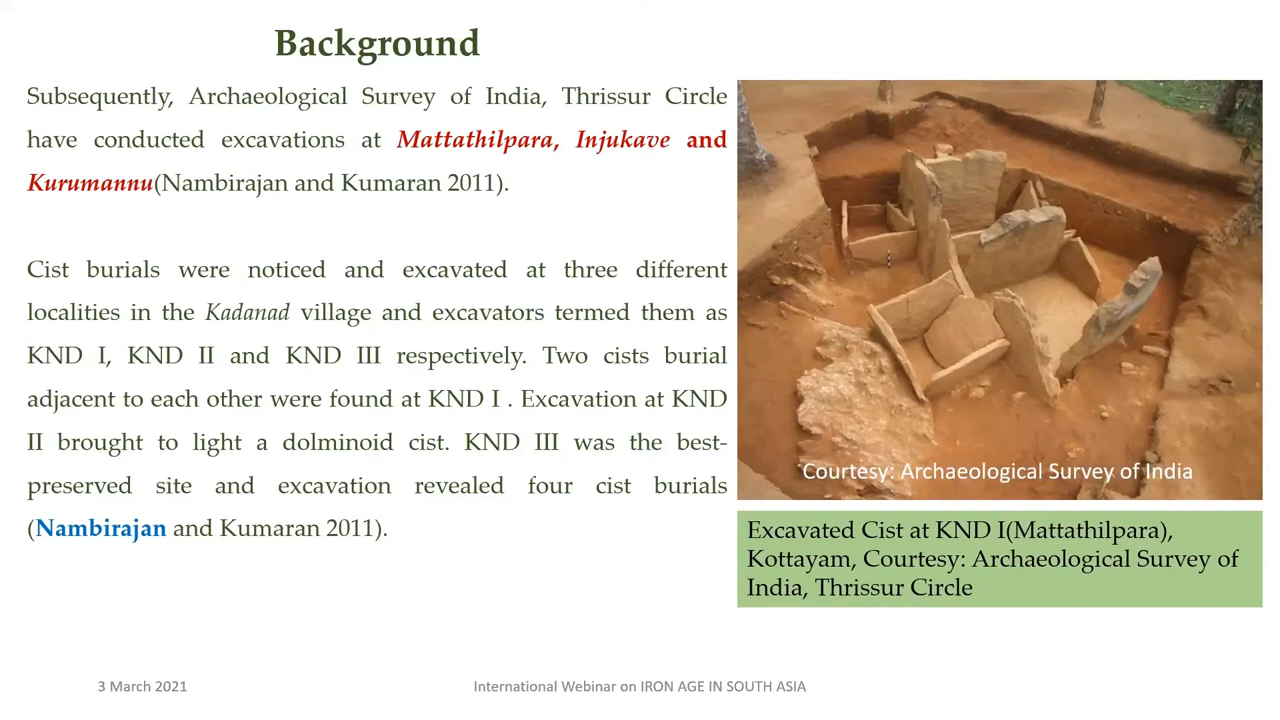 Background
Subsequently, Archaeological Survey of India, Thrissur Circle
have conducted excavations at Mattathilpara, Injukave and
Kurumannu(Nambirajan and Kumaran 2011).
Cist burials were noticed and excavated at three different
localities in the Kadanad village and excavators termed them as
KND I, KND II and KND III respectively. Two cists burial
adjacent to each other were found at KND I . Excavation at KND
II brought to light a dolminoid cist. KND III was the best-
preserved site and excavation revealed four cist burials
(Nambirajan and Kumaran 2011).
Courtesy: Archaeological Survey of India
Excavated Cist at KND I(Mattathilpara),
Kottayam, Courtesy: Archaeological Survey of
India, Thrissur Circle
3 March 2021
International Webinar on IRON AGE IN SOUTH ASIA